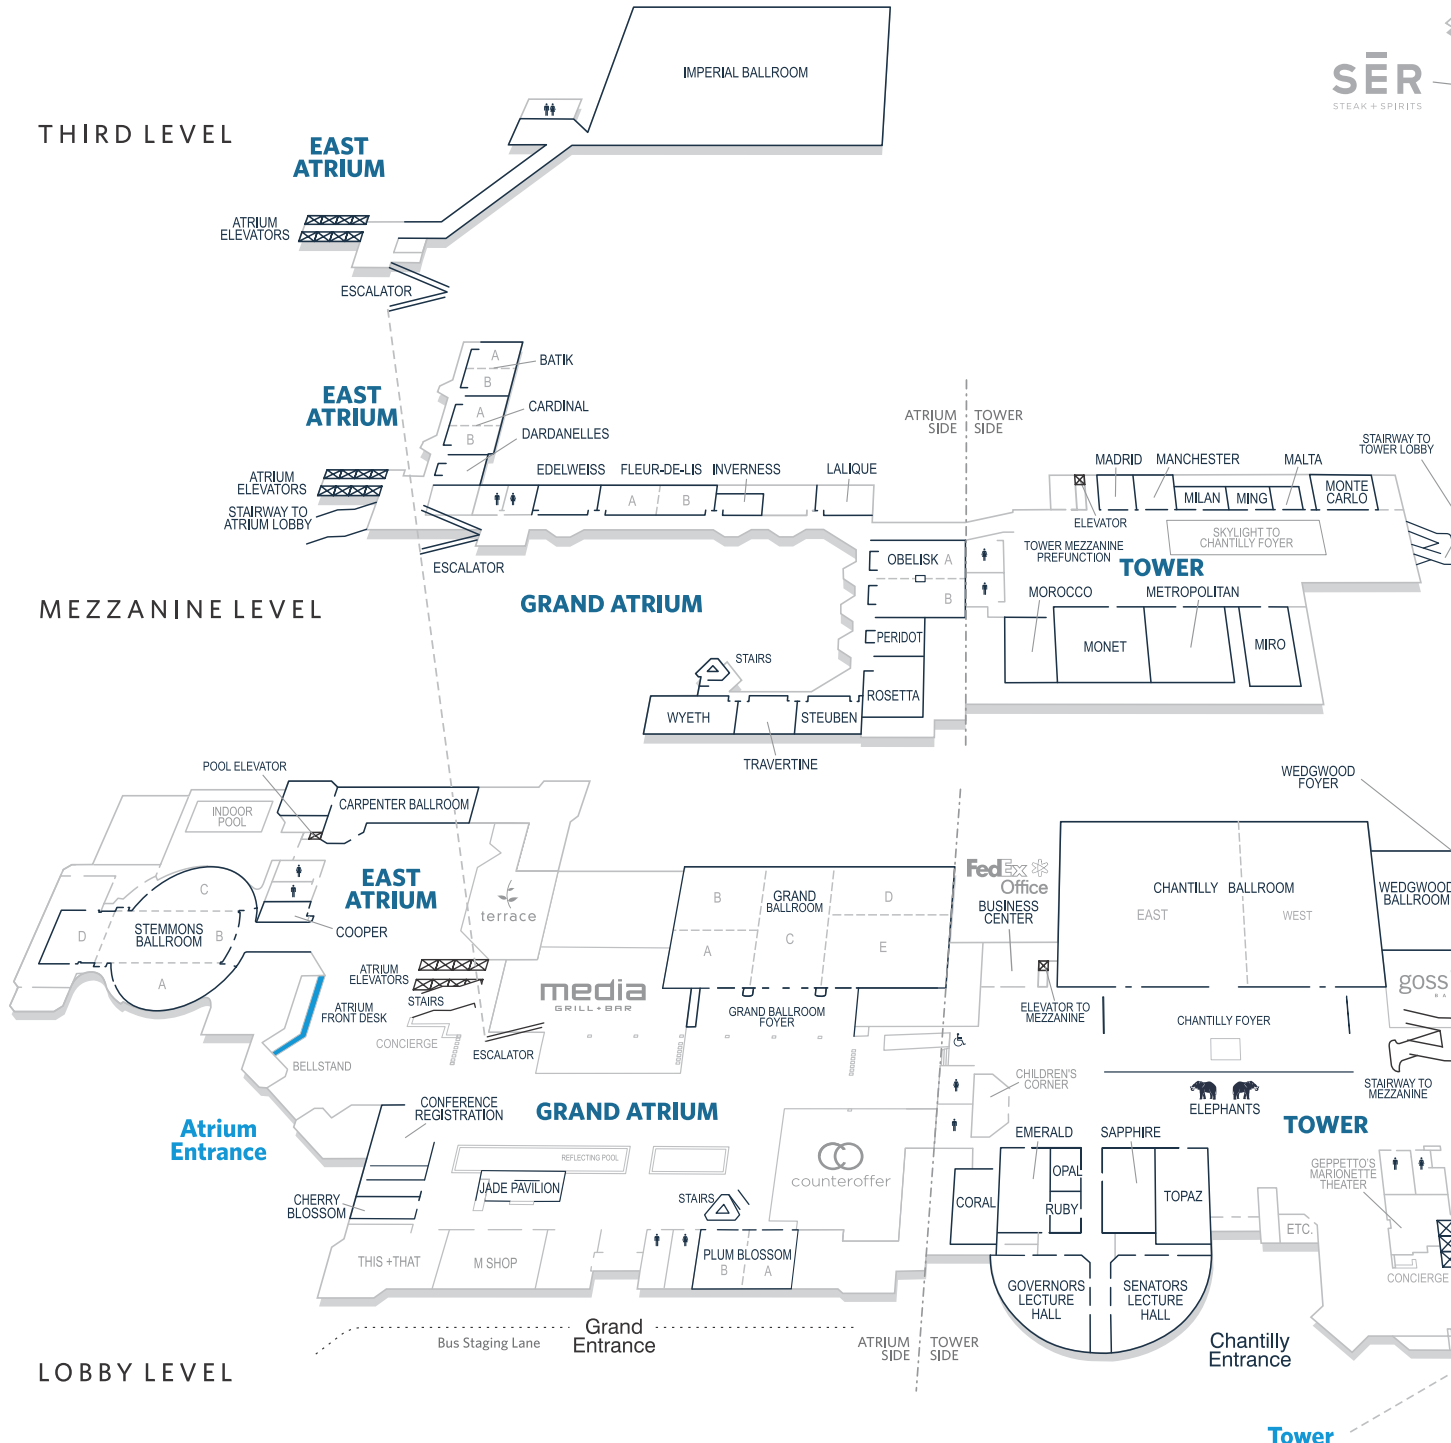 IMPERIAL BALLROOM
SĒR
STEAK + SPIRITS
THIRD LEVEL
EAST
ATRIUM
ATRIUM
ELEVATORS
ESCALATOR
A
BATIK
B
EAST
ATRIUM
A
CARDINAL
B
DARDANELLES
ATRIUM
SIDE
TOWER
SIDE
STAIRWAY TO
TOWER LOBBY
ATRIUM
ELEVATORS
STAIRWAY TO
ATRIUM LOBBY
EDELWEISS
FLEUR-DE-LIS
A
B
INVERNESS
LALIQUE
MADRID
MANCHESTER
MALTA
MILAN
MING
MONTE
CARLO
ELEVATOR
SKYLIGHT TO
CHANTILLY FOYER
TOWER MEZZANINE
PREFUNCTION
TOWER
ESCALATOR
OBELISK
A
B
MEZZANINE LEVEL
GRAND ATRIUM
MOROCCO
METROPOLITAN
PERIDOT
MONET
MIRO
STAIRS
ROSETTA
WYETH
STEUBEN
TRAVERTINE
POOL ELEVATOR
WEDGWOOD
FOYER
INDOOR
POOL
CARPENTER BALLROOM
EAST
ATRIUM
C
D
STEMMONS
BALLROOM
B
A
COOPER
terrace
B
GRAND
BALLROOM
D
A
C
E
FedEx
Office
BUSINESS
CENTER
CHANTILLY BALLROOM
EAST
WEST
WEDGWOOD
BALLROOM
ATRIUM
ELEVATORS
STAIRS
ATRIUM
FRONT DESK
media
GRILL + BAR
GRAND BALLROOM
FOYER
ELEVATOR TO
MEZZANINE
CHANTILLY FOYER
goss
BA
CONCIERGE
ESCALATOR
BELLSTAND
CHILDREN'S
CORNER
STAIRWAY TO
MEZZANINE
ELEPHANTS
CONFERENCE
REGISTRATION
GRAND ATRIUM
TOWER
Atrium
Entrance
EMERALD
SAPPHIRE
REFLECTING POOL
counteroffer
OPAL
GEPPETTO'S
MARIONETTE
THEATER
CHERRY
BLOSSOM
JADE PAVILION
STAIRS
CORAL
RUBY
TOPAZ
ETC.
THIS +THAT
M SHOP
PLUM BLOSSOM
B
A
CONCIERGE
GOVERNORS
LECTURE
HALL
SENATORS
LECTURE
HALL
Bus Staging Lane
Grand
Entrance
ATRIUM
SIDE
TOWER
SIDE
Chantilly
Entrance
LOBBY LEVEL
Tower